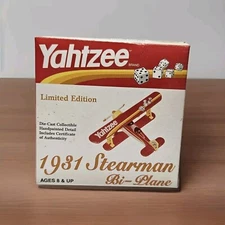 Yahtzee
BRAND
Limited Edition
Die-Cast Collectible
Handpainted Detail
Includes Certificate
of Authenticity
Yahtzee
1931 Stearman
Bi-Plane
AGES 8 & UP